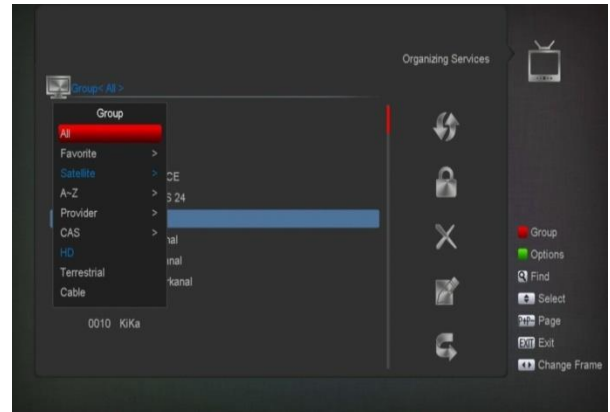 Organizing Services
Group< All >
Group
All
Favorite >
Satellite >
CE
A~Z >
S 24
Provider >
CAS >
nal
HD
anal
Terrestrial
rkanal
Cable
0010 KiKa
Group
Options
Find
Select
Page
EXIT Exit
Change Frame